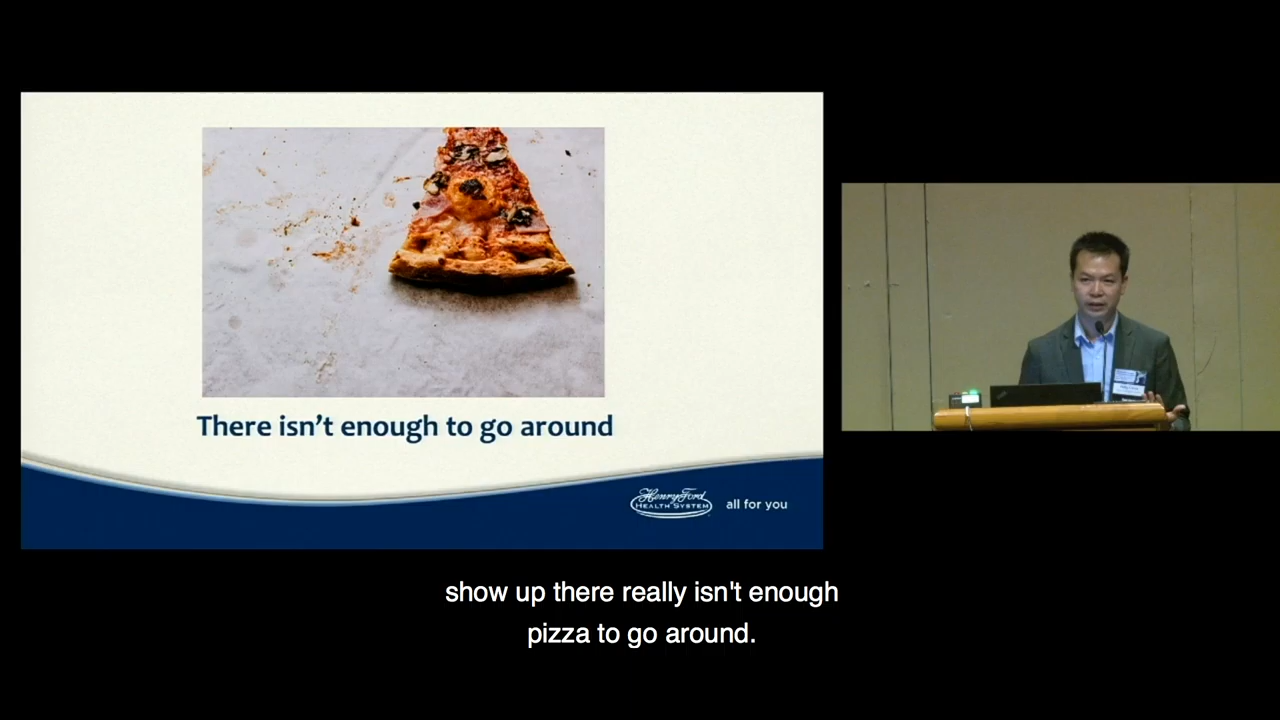 There isn't enough to go around
Henry Ford
HEALTH SYSTEM
all for you
show up there really isn't enough
pizza to go around.